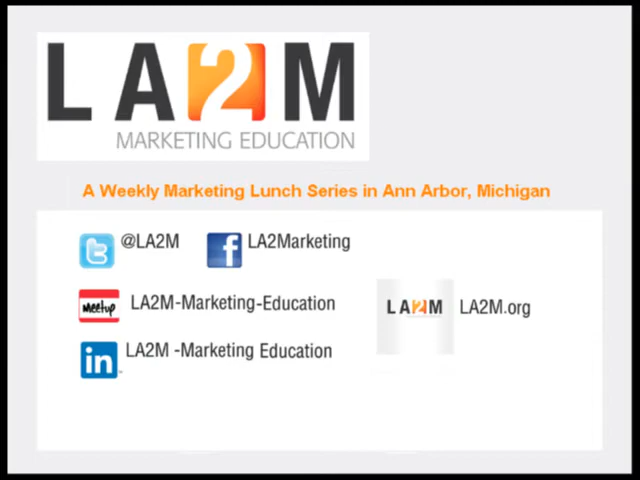 LA2M
MARKETING EDUCATION
A Weekly Marketing Lunch Series in Ann Arbor, Michigan
@LA2M
LA2Marketing
Meetup
LA2M-Marketing-Education
LA2M
LA2M.org
in
LA2M -Marketing Education